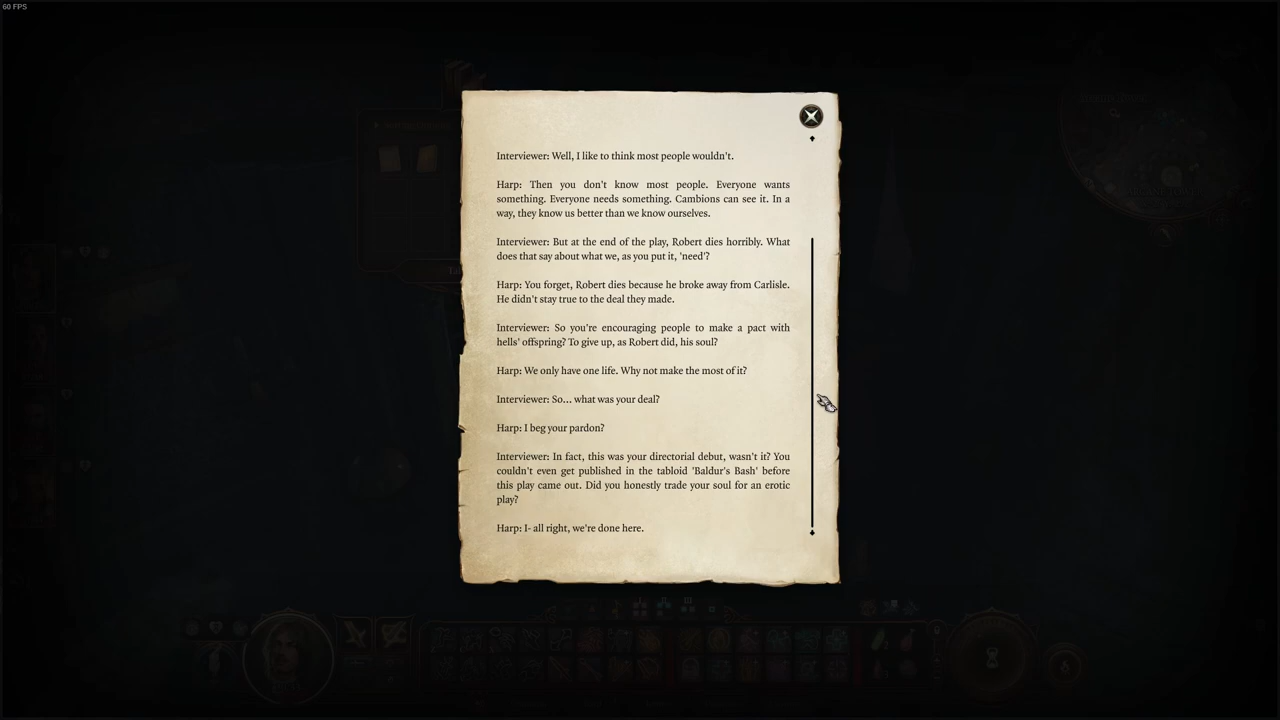 60 FPS
Interviewer: Well, I like to think most people wouldn't.
Harp: Then you don't know most people. Everyone wants
something. Everyone needs something. Cambions can see it. In a
way, they know us better than we know ourselves.
Interviewer: But at the end of the play, Robert dies horribly. What
does that say about what we, as you put it, 'need'?
Harp: You forget, Robert dies because he broke away from Carlisle.
He didn't stay true to the deal they made.
Interviewer: So you're encouraging people to make a pact with
hells' offspring? To give up, as Robert did, his soul?
Harp: We only have one life. Why not make the most of it?
Interviewer: So... what was your deal?
Harp: I beg your pardon?
Interviewer: In fact, this was your directorial debut, wasn't it? You
couldn't even get published in the tabloid 'Baldur's Bash' before
this play came out. Did you honestly trade your soul for an erotic
play?
Harp: I- all right, we're done here.